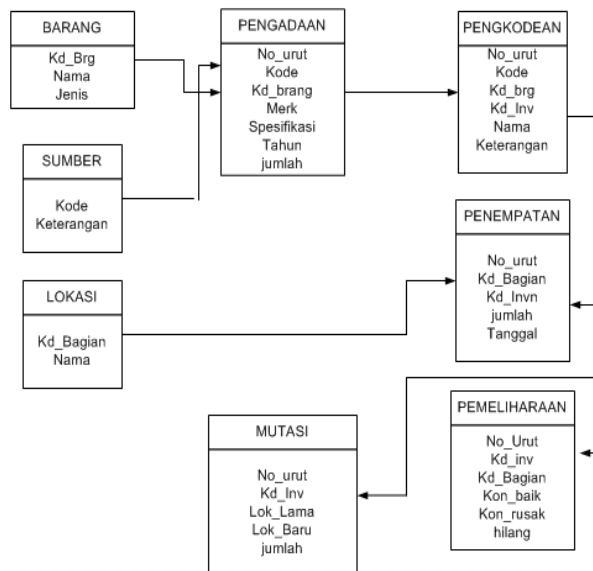 BARANG
Kd_Brg
Nama
Jenis
PENGADAAN
No_urut
Kode
Kd_brang
Merk
Spesifikasi
Tahun
jumlah
PENGKODEAN
No_urut
Kode
Kd_brg
Kd_Inv
Nama
Keterangan
SUMBER
Kode
Keterangan
PENEMPATAN
No_urut
Kd_Bagian
Kd_Invn
jumlah
Tanggal
LOKASI
Kd_Bagian
Nama
MUTASI
No_urut
Kd_Inv
Lok_Lama
Lok_Baru
jumlah
PEMELIHARAAN
No_Urut
Kd_inv
Kd_Bagian
Kon_baik
Kon_rusak
hilang